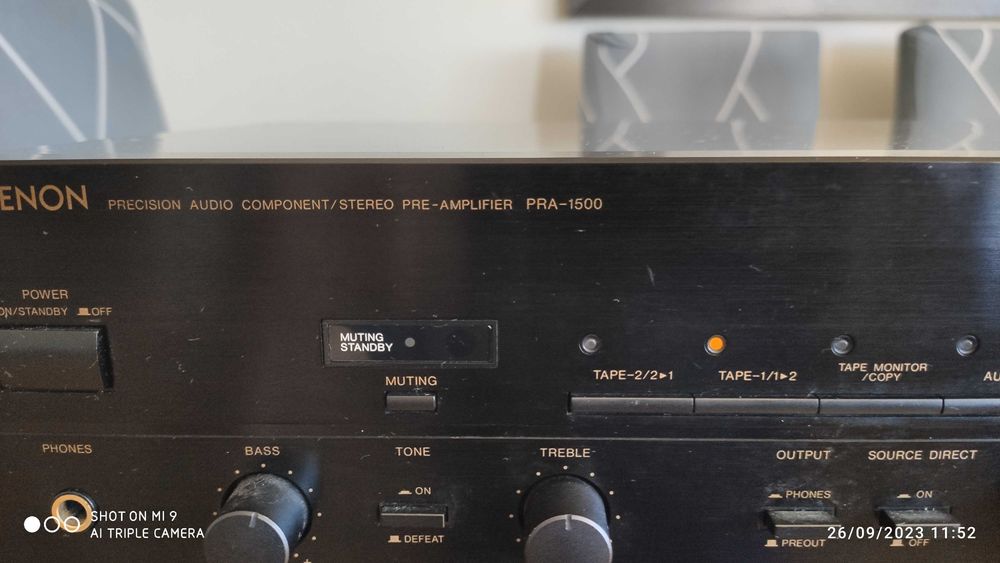 ENON PRECISION AUDIO COMPONENT/STEREO PRE-AMPLIFIER PRA-1500
POWER
ON/STANDBY OFF
MUTING
STANDBY
MUTING
TAPE-2/2▸1
TAPE-1/1▸2
TAPE MONITOR
/COPY
AU
PHONES
BASS
TONE
ON
DEFEAT
TREBLE
OUTPUT
PHONES
PREOUT
SOURCE DIRECT
ON
OFF
SHOT ON MI 9
AI TRIPLE CAMERA
26/09/2023 11:52